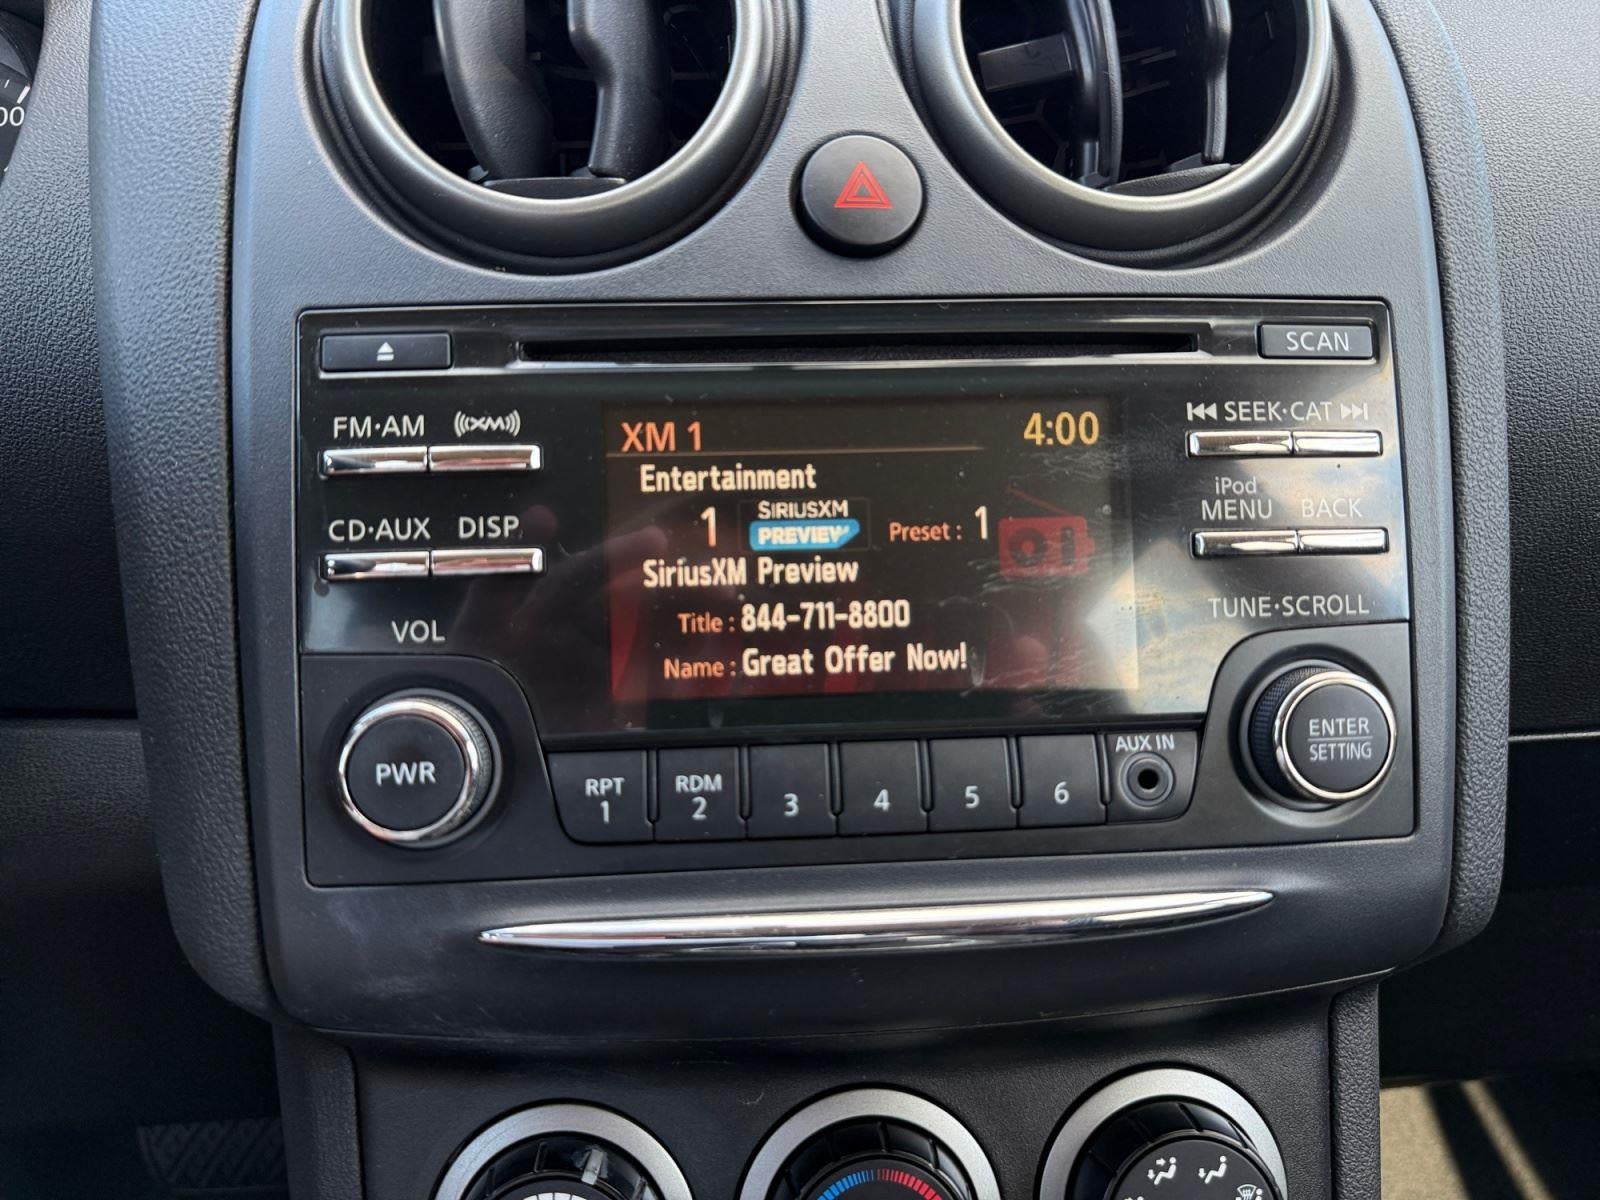 00
SCAN
FM·AM
((XM))
SEEK·CAT
CD·AUX
DISP
iPod
MENU
BACK
VOL
TUNE·SCROLL
XM 1
4:00
Entertainment
1
SIRIUSXM
PREVIEW
Preset : 1
SiriusXM Preview
Title : 844-711-8800
Name : Great Offer Now!
PWR
RPT
1
RDM
2
3
4
5
6
AUX IN
ENTER
SETTING